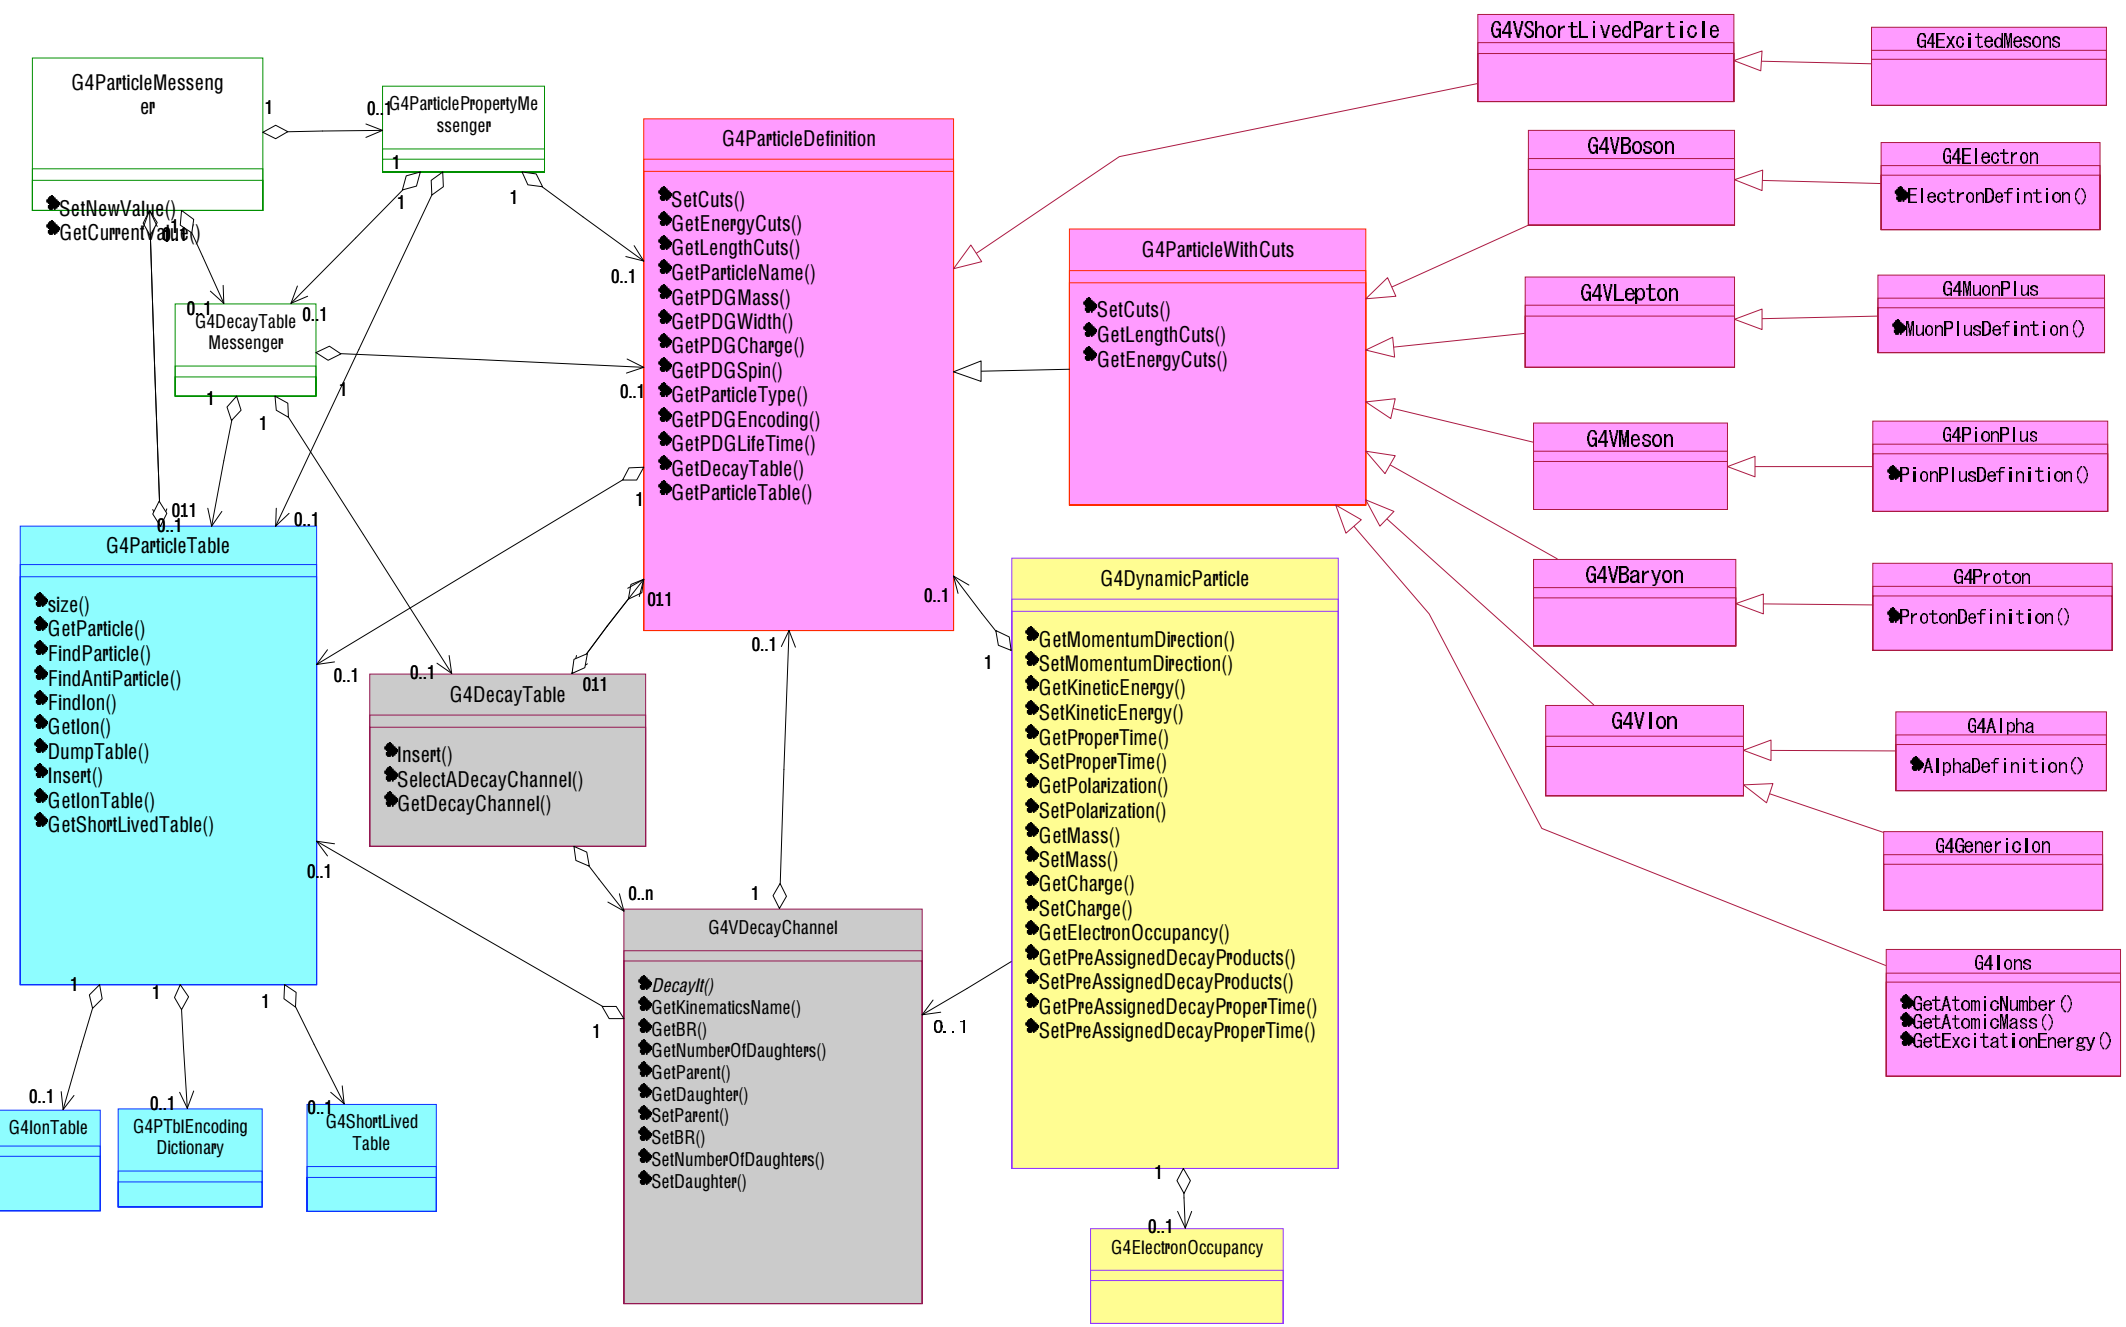 G4ParticleMesseng
er
SetNewValue()
GetCurrentValue()
G4ParticlePropertyMe
ssenger
G4DecayTable
Messenger
G4ParticleDefinition
SetCuts()
GetEnergyCuts()
GetLengthCuts()
GetParticleName()
GetPDGMass()
GetPDGWidth()
GetPDGCharge()
GetPDGSpin()
GetParticleType()
GetPDGEncoding()
GetPDGLifeTime()
GetDecayTable()
GetParticleTable()
G4ParticleWithCuts
SetCuts()
GetLengthCuts()
GetEnergyCuts()
G4VShortLivedParticle
G4ExcitedMesons
G4VBoson
G4Electron
ElectronDefintion()
G4VLepton
G4MuonPlus
MuonPlusDefintion()
G4VMeson
G4PionPlus
PionPlusDefinition()
G4VBaryon
G4Proton
ProtonDefinition()
G4VIon
G4Alpha
AlphaDefinition()
G4GenericIon
G4Ions
GetAtomicNumber()
GetAtomicMass()
GetExcitationEnergy()
G4ParticleTable
size()
GetParticle()
FindParticle()
FindAntiParticle()
FindIon()
GetIon()
DumpTable()
Insert()
GetIonTable()
GetShortLivedTable()
G4DecayTable
Insert()
SelectADecayChannel()
GetDecayChannel()
G4VDecayChannel
DecayIt()
GetKinematicsName()
GetBR()
GetNumberOfDaughters()
GetParent()
GetDaughter()
SetParent()
SetBR()
SetNumberOfDaughters()
SetDaughter()
G4DynamicParticle
GetMomentumDirection()
SetMomentumDirection()
GetKineticEnergy()
SetKineticEnergy()
GetProperTime()
SetProperTime()
GetPolarization()
SetPolarization()
GetMass()
SetMass()
GetCharge()
SetCharge()
GetElectronOccupancy()
GetPreAssignedDecayProducts()
SetPreAssignedDecayProducts()
GetPreAssignedDecayProperTime()
SetPreAssignedDecayProperTime()
G4IonTable
G4PTblEncoding
Dictionary
G4ShortLived
Table
G4ElectronOccupancy
1
0..1
1
1
1
0..1
0..1
0..1
1
0..1
1
1
0..1
0..1
1
0..1
0..1
0..1
1
0..1
1
0..n
1
0..1
1
0..1
1
1
1
0..1
0..1
0..1
1
0..1